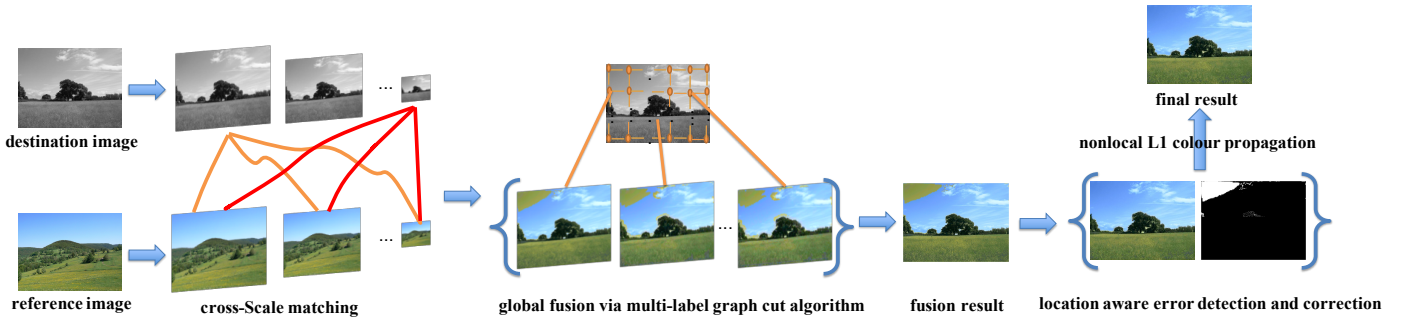 destination image
reference image
...
...
cross-Scale matching
...
global fusion via multi-label graph cut algorithm
fusion result
final result
nonlocal L1 colour propagation
location aware error detection and correction